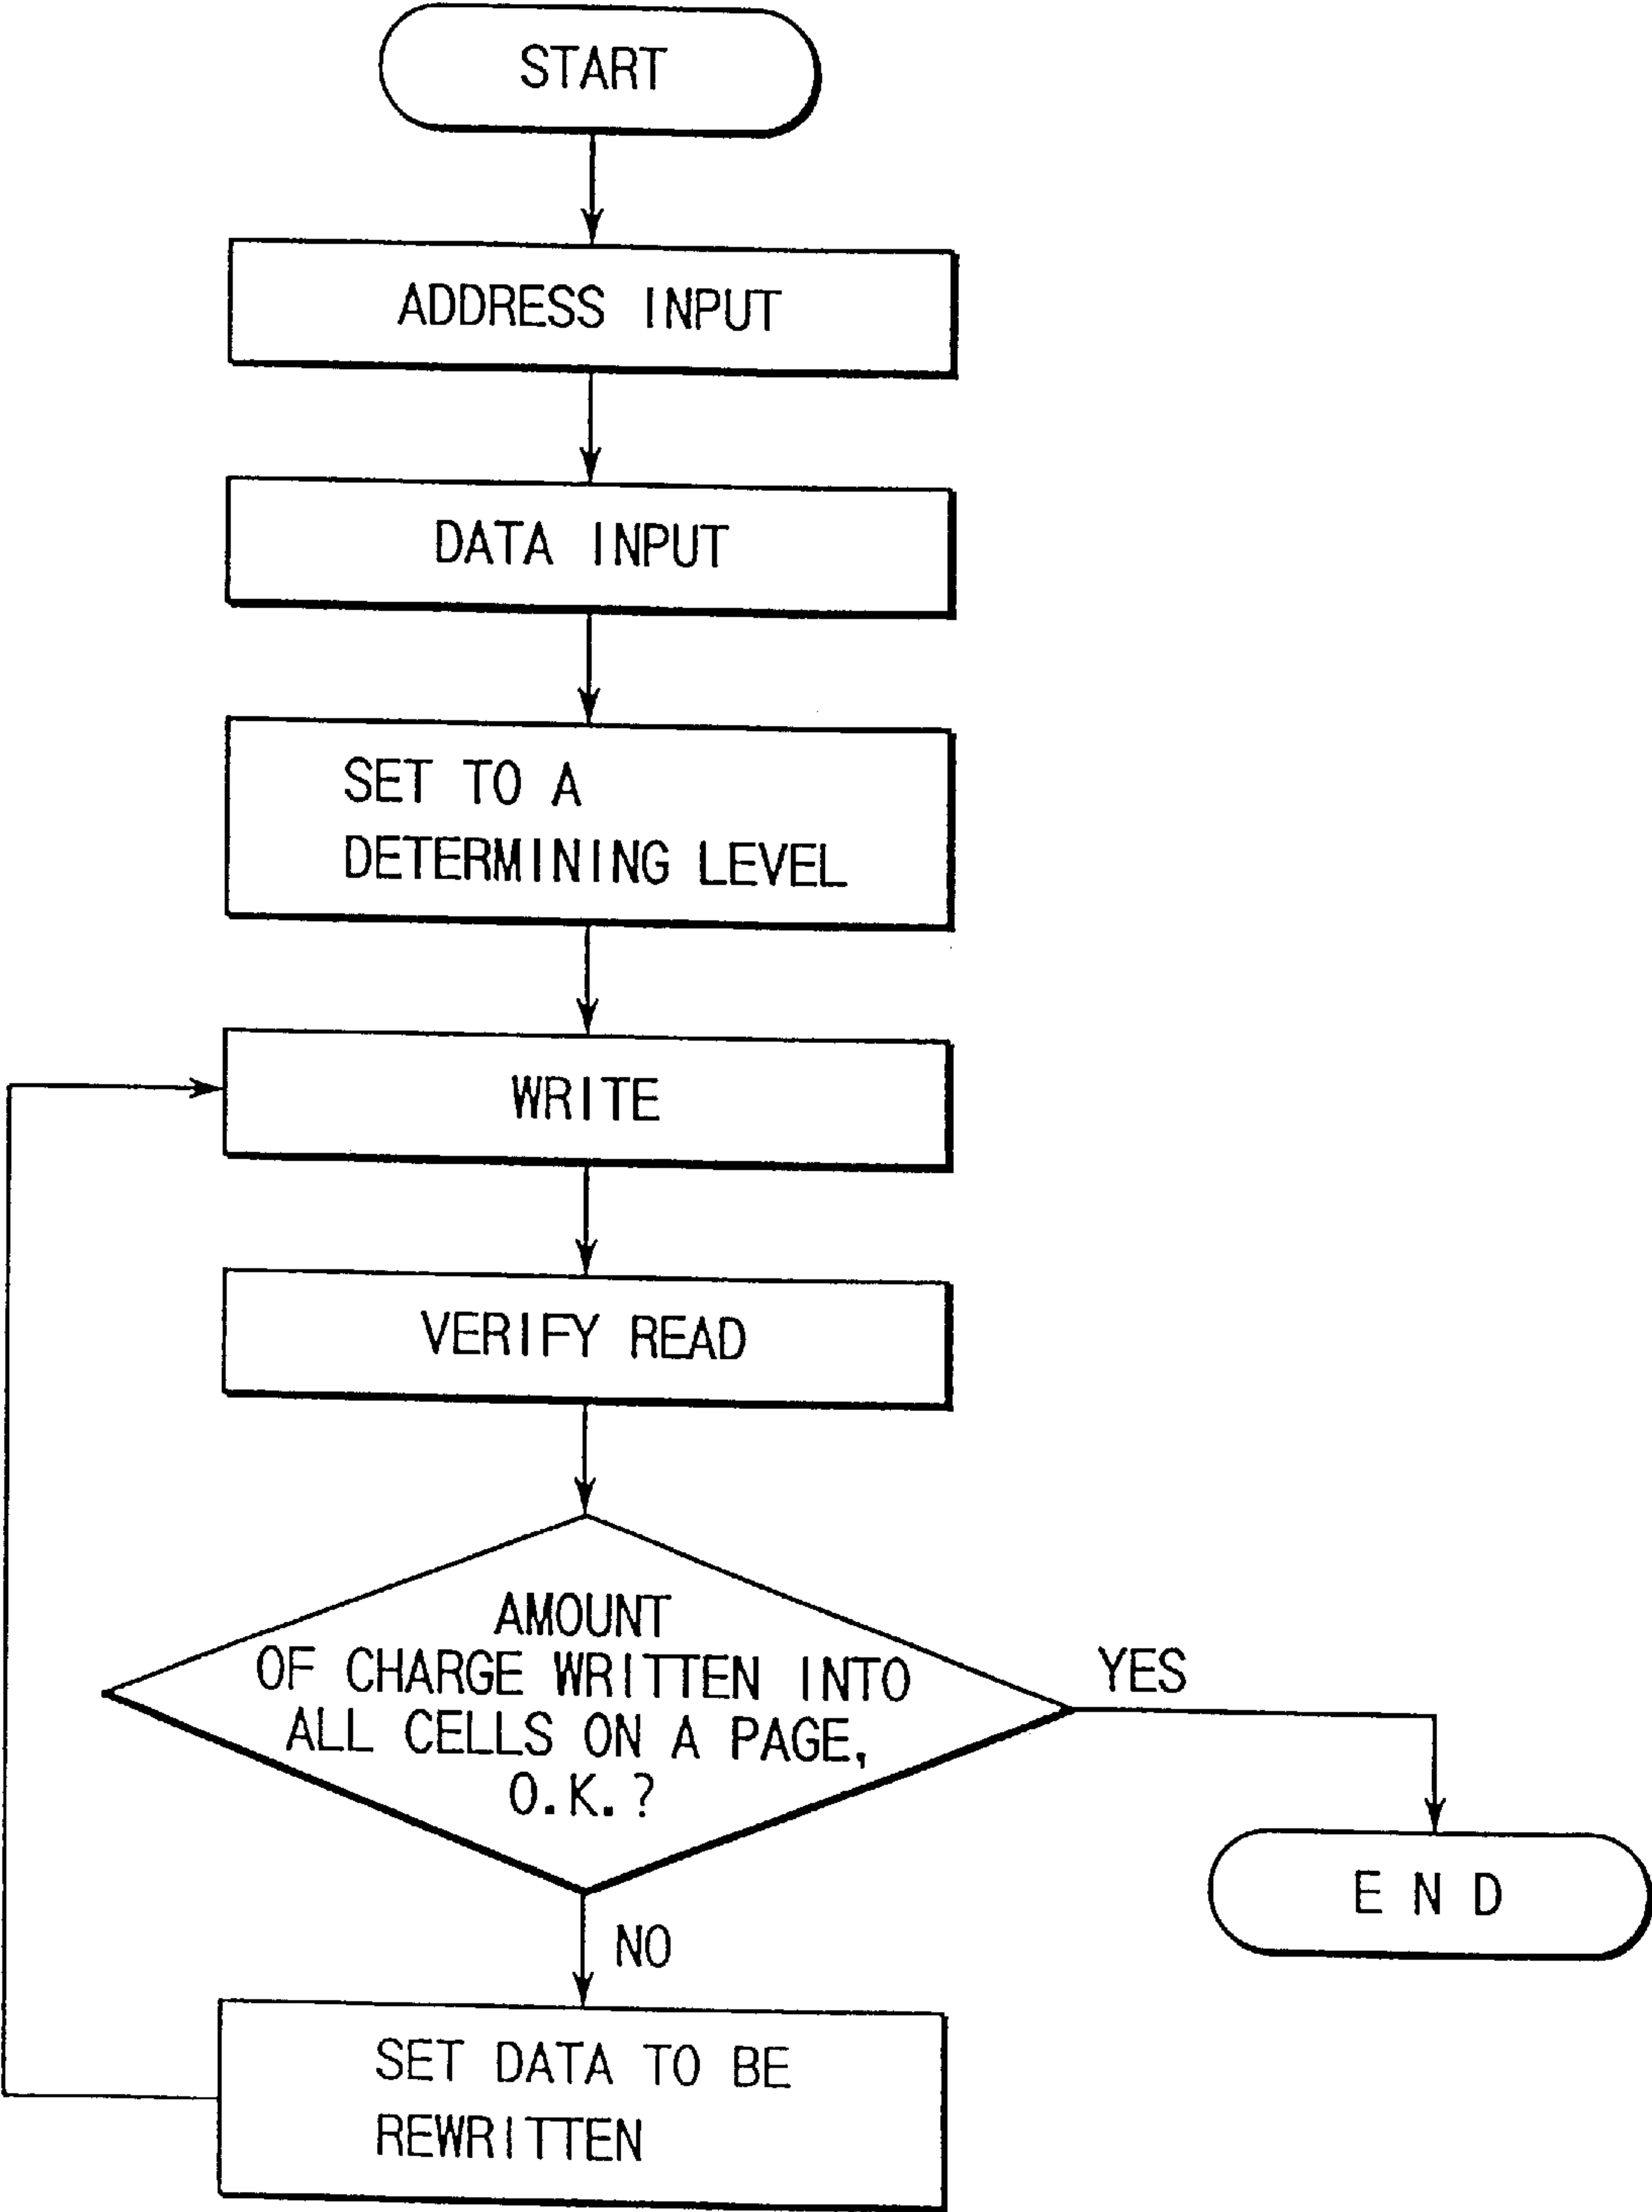 START
ADDRESS INPUT
DATA INPUT
SET TO A
DETERMINING LEVEL
WRITE
VERIFY READ
AMOUNT
OF CHARGE WRITTEN INTO
ALL CELLS ON A PAGE,
O.K.?
YES
END
NO
SET DATA TO BE
REWRITTEN